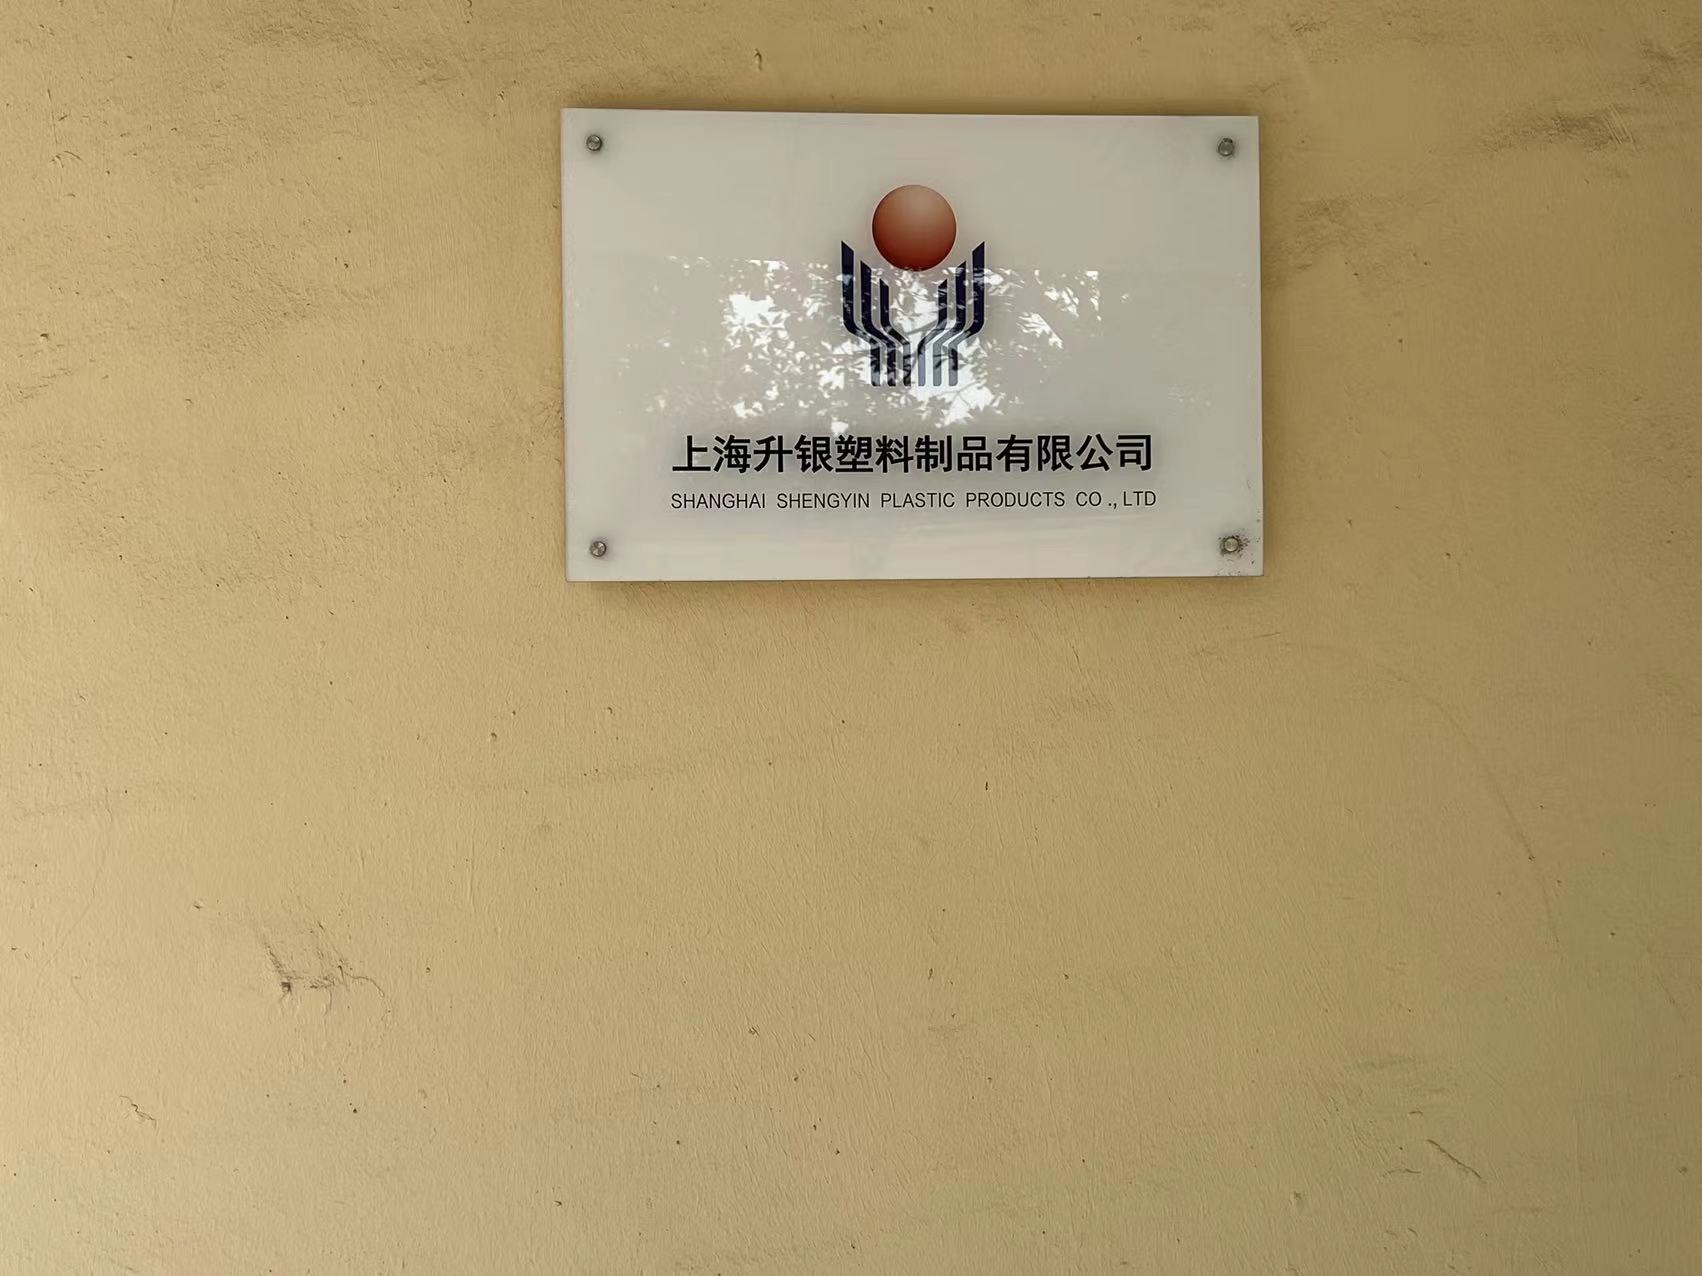 上海升银塑料制品有限公司
SHANGHAI SHENGYIN PLASTIC PRODUCTS CO ., LTD